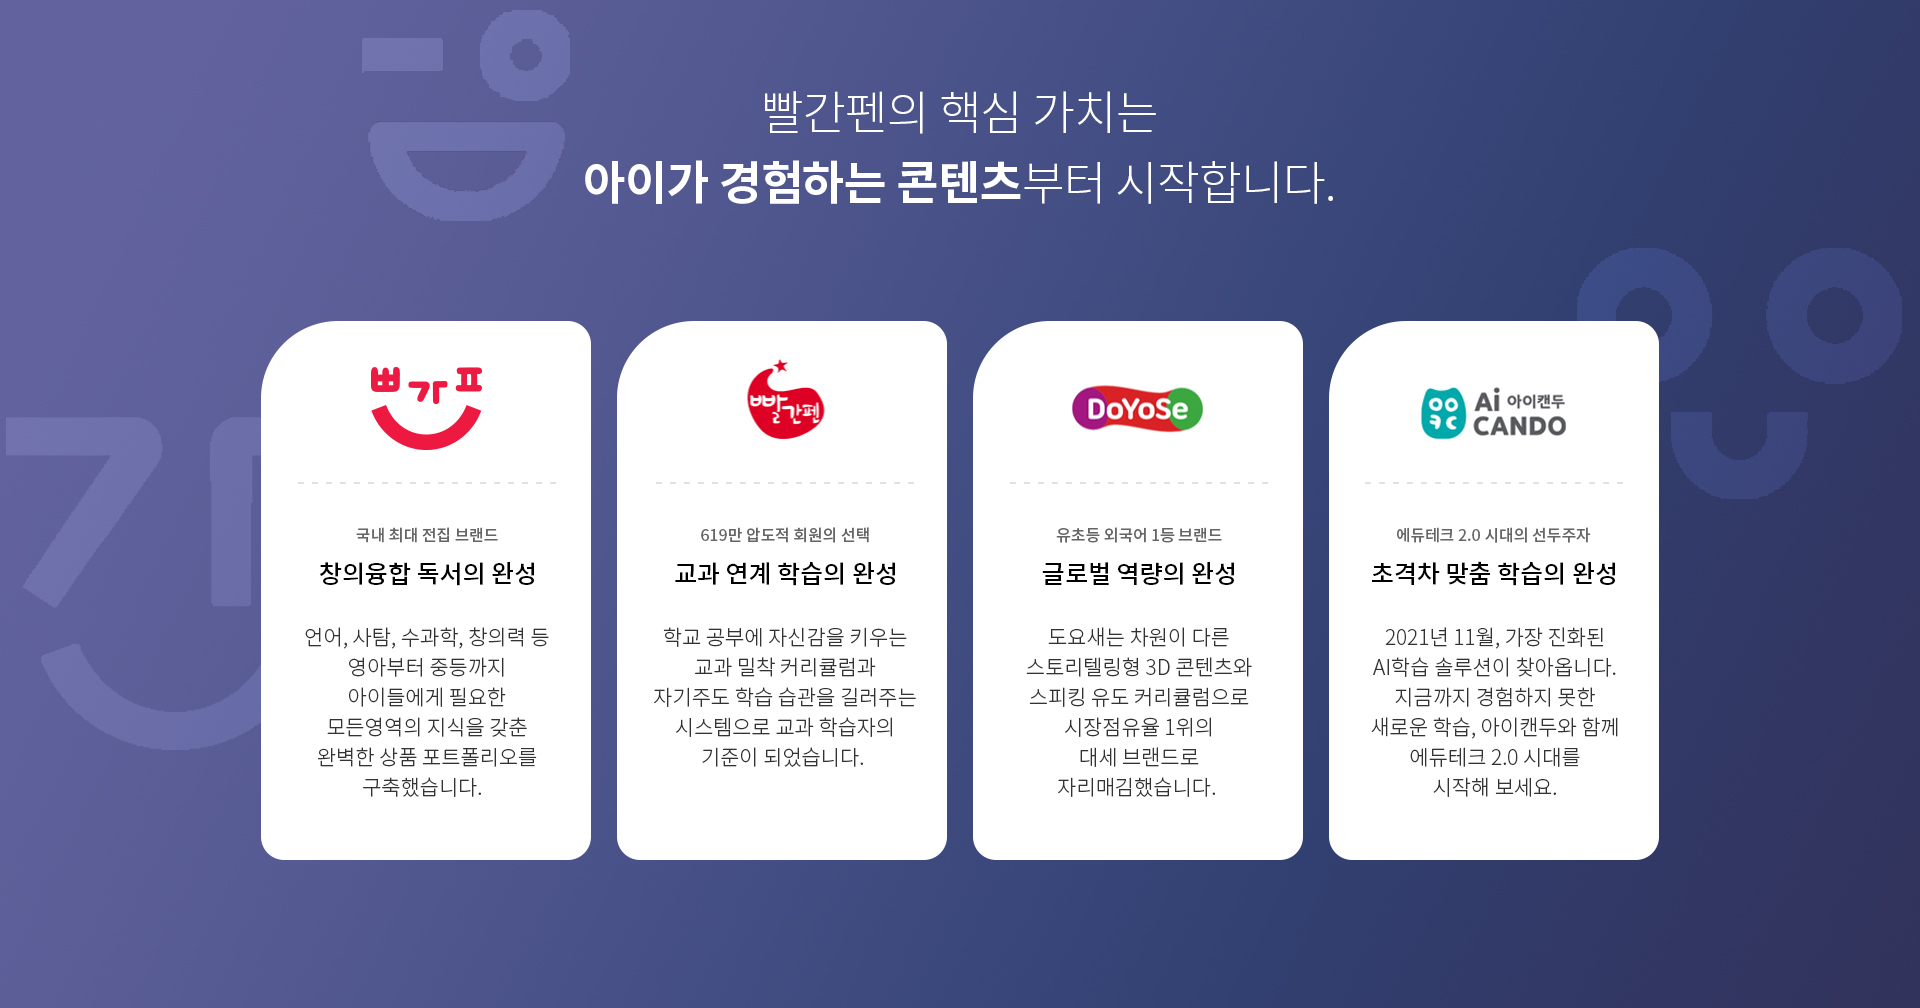 빨간펜의 핵심 가치는
아이가 경험하는 콘텐츠부터 시작합니다.
빨간펜
국내 최대 전집 브랜드
창의융합 독서의 완성
언어, 사탐, 수과학, 창의력 등
영아부터 중등까지
아이들에게 필요한
모든영역의 지식을 갖춘
완벽한 상품 포트폴리오를
구축했습니다.
빨간펜
619만 압도적 회원의 선택
교과 연계 학습의 완성
학교 공부에 자신감을 키우는
교과 밀착 커리큘럼과
자기주도 학습 습관을 길러주는
시스템으로 교과 학습자의
기준이 되었습니다.
DoYoSe
유초등 외국어 1등 브랜드
글로벌 역량의 완성
도요새는 차원이 다른
스토리텔링형 3D 콘텐츠와
스피킹 유도 커리큘럼으로
시장점유율 1위의
대세 브랜드로
자리매김했습니다.
Ai 아이캔두
CANDO
에듀테크 2.0 시대의 선두주자
초격차 맞춤 학습의 완성
2021년 11월, 가장 진화된
AI학습 솔루션이 찾아옵니다.
지금까지 경험하지 못한
새로운 학습, 아이캔두와 함께
에듀테크 2.0 시대를
시작해 보세요.